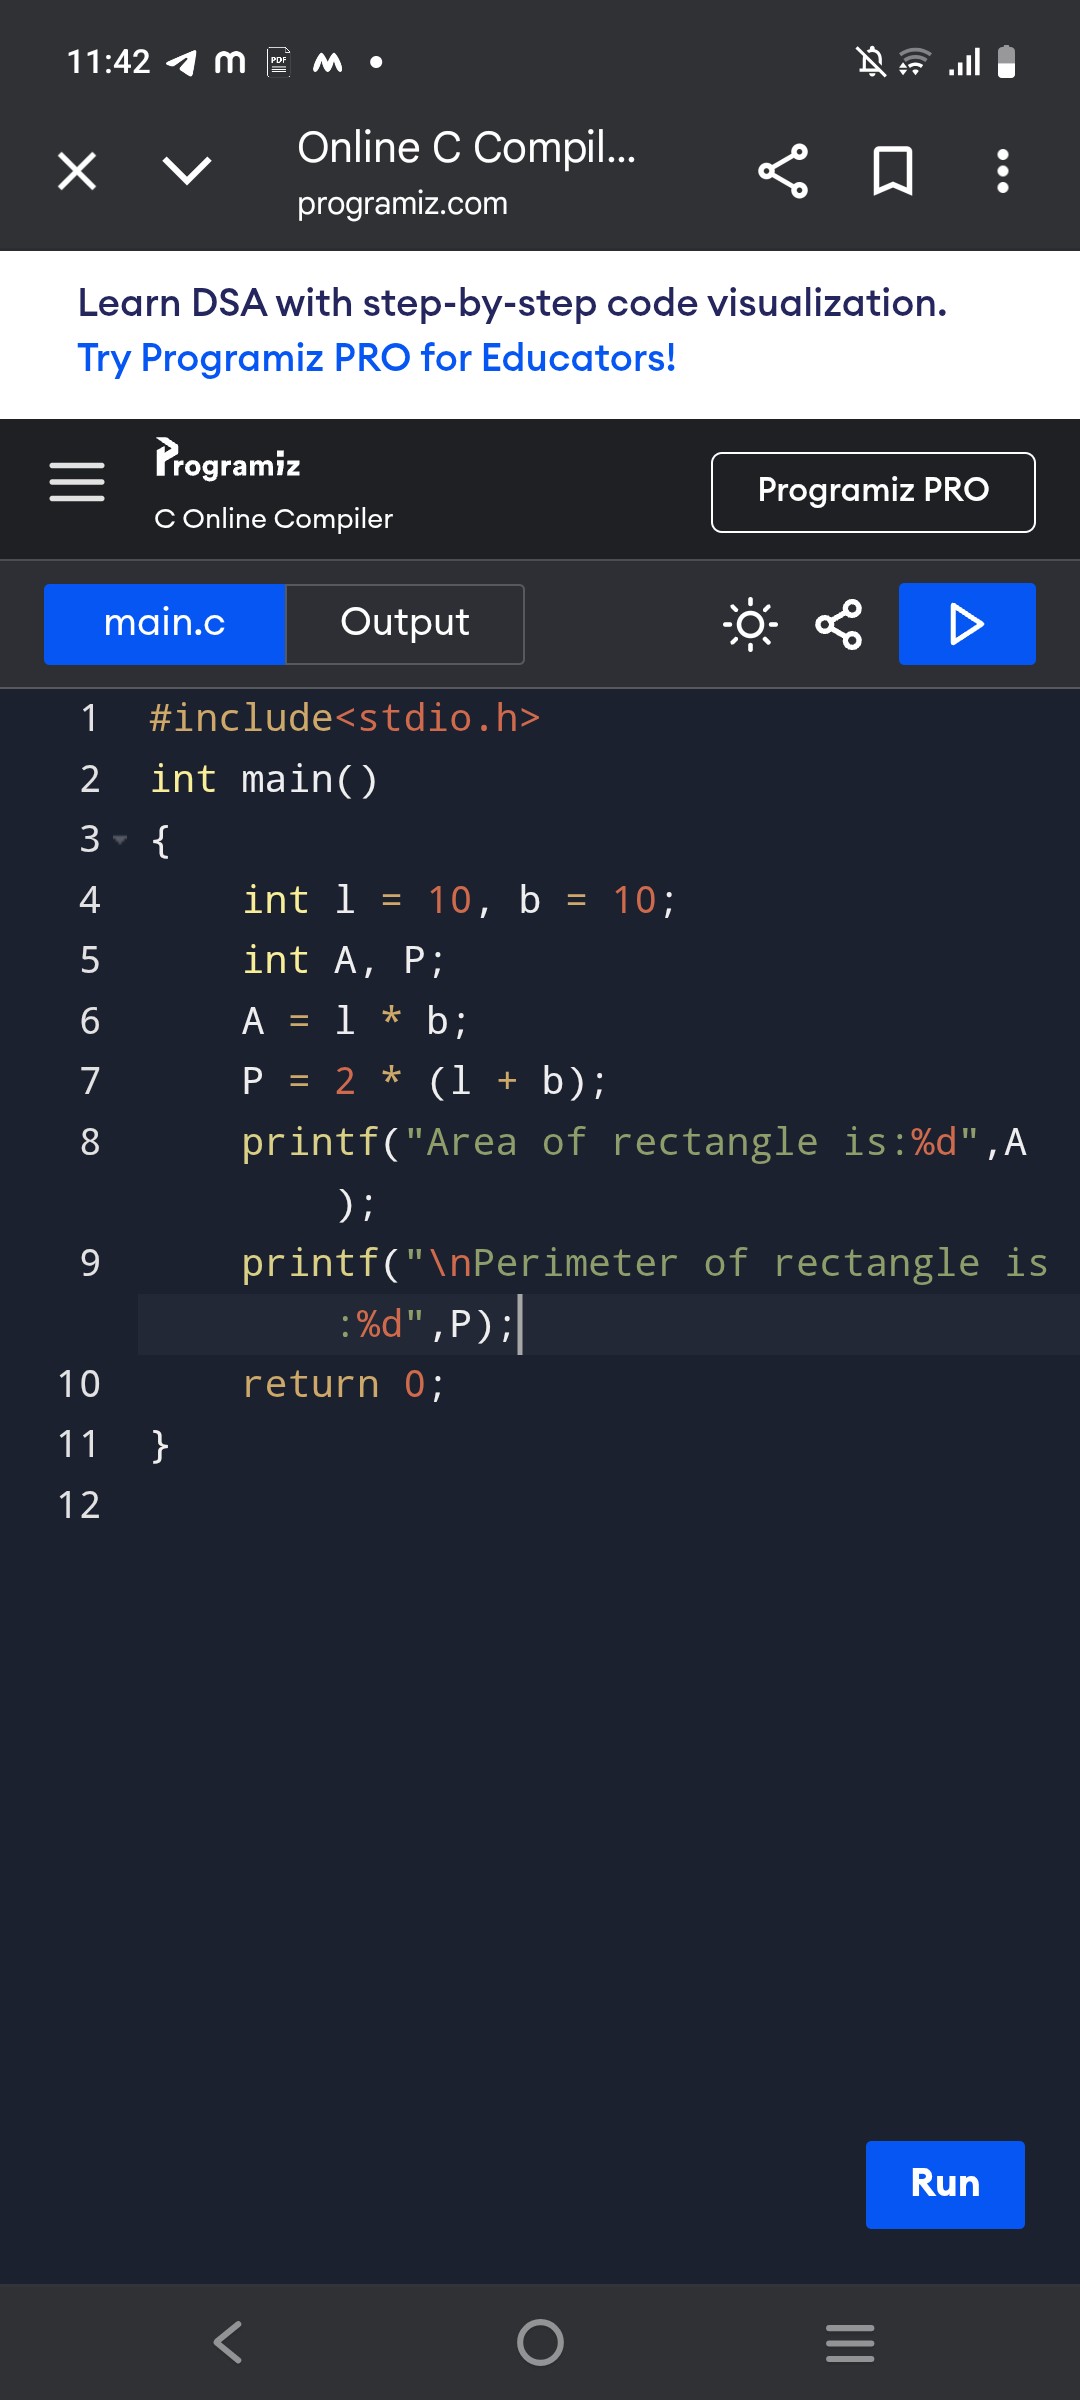 11:42
Online C Compil...
programiz.com
Learn DSA with step-by-step code visualization.
Try Programiz PRO for Educators!
Programiz
C Online Compiler
Programiz PRO
main.c
Output
1 #include<stdio.h>
2 int main()
3 {
4     int l = 10, b = 10;
5     int A, P;
6     A = l * b;
7     P = 2 * (l + b);
8     printf("Area of rectangle is:%d",A
        );
9     printf("\nPerimeter of rectangle is
        :%d",P);
10     return 0;
11 }
12
Run